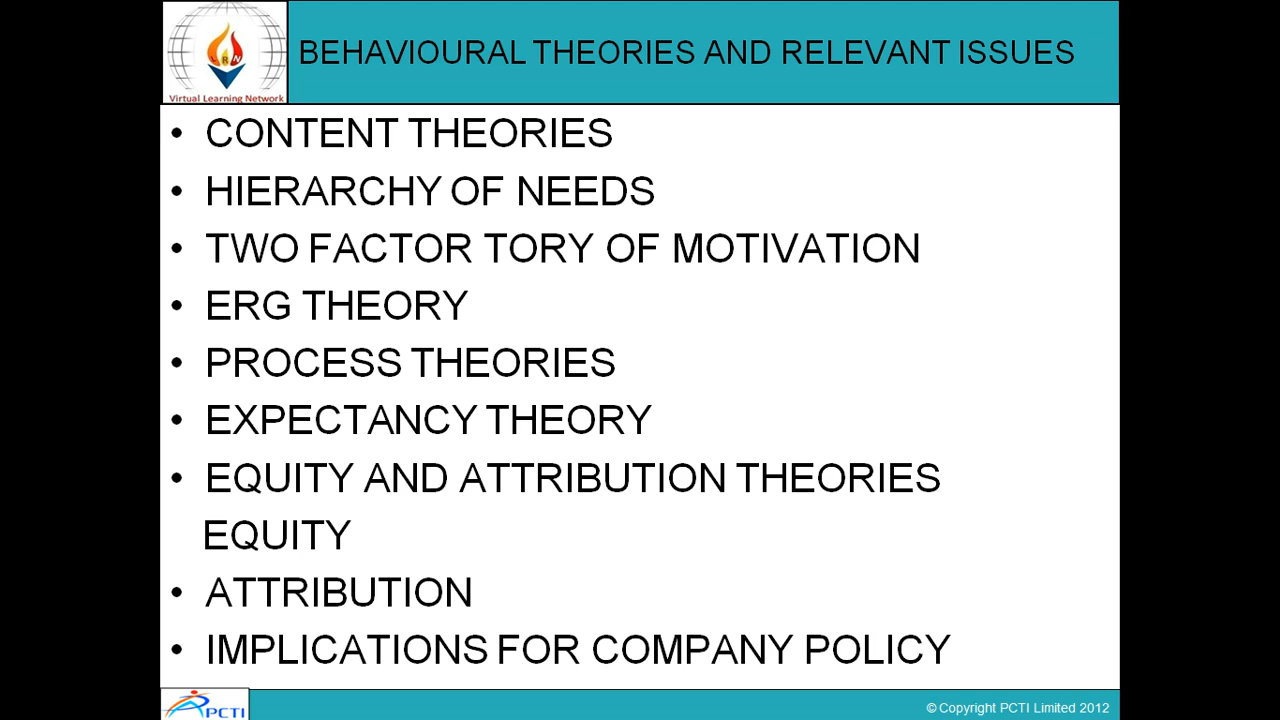 BEHAVIOURAL THEORIES AND RELEVANT ISSUES
LRN
Virtual Learning Network
• CONTENT THEORIES
• HIERARCHY OF NEEDS
• TWO FACTOR TORY OF MOTIVATION
• ERG THEORY
• PROCESS THEORIES
• EXPECTANCY THEORY
• EQUITY AND ATTRIBUTION THEORIES
EQUITY
• ATTRIBUTION
• IMPLICATIONS FOR COMPANY POLICY
PCTI
© Copyright PCTI Limited 2012